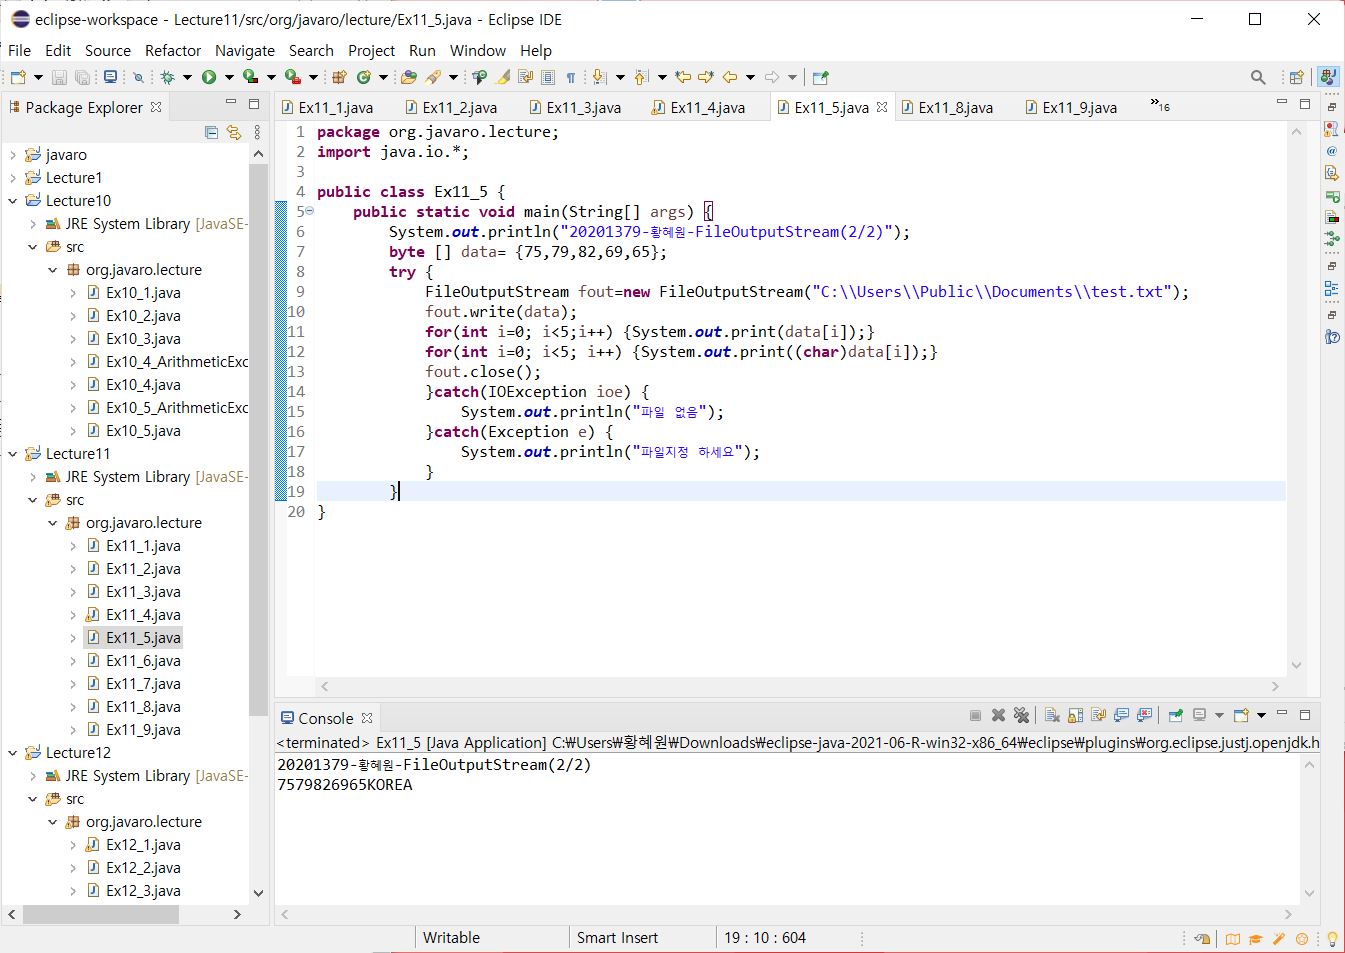 eclipse-workspace - Lecture11/src/org/javaro/lecture/Ex11_5.java - Eclipse IDE
File Edit Source Refactor Navigate Search Project Run Window Help
Package Explorer
javaro
Lecture1
Lecture10
JRE System Library [JavaSE-
src
org.javaro.lecture
Ex10_1.java
Ex10_2.java
Ex10_3.java
Ex10_4_ArithmeticExc
Ex10_4.java
Ex10_5_ArithmeticExc
Ex10_5.java
Lecture11
JRE System Library [JavaSE-
src
org.javaro.lecture
Ex11_1.java
Ex11_2.java
Ex11_3.java
Ex11_4.java
Ex11_5.java
Ex11_6.java
Ex11_7.java
Ex11_8.java
Ex11_9.java
Lecture12
JRE System Library [JavaSE-
src
org.javaro.lecture
Ex12_1.java
Ex12_2.java
Ex12_3.java
Ex11_1.java Ex11_2.java Ex11_3.java Ex11_4.java Ex11_5.java Ex11_8.java Ex11_9.java »16
1 package org.javaro.lecture;
2 import java.io.*;
3
4 public class Ex11_5 {
5 public static void main(String[] args) {
6 System.out.println("20201379-황혜원-FileOutputStream(2/2)");
7 byte [] data= {75,79,82,69,65};
8 try {
9 FileOutputStream fout=new FileOutputStream("C:\\Users\\Public\\Documents\\test.txt");
10 fout.write(data);
11 for(int i=0; i<5;i++) {System.out.print(data[i]);}
12 for(int i=0; i<5; i++) {System.out.print((char)data[i]);}
13 fout.close();
14 }catch(IOException ioe) {
15 System.out.println("파일 없음");
16 }catch(Exception e) {
17 System.out.println("파일지정 하세요");
18 }
19 }
20 }
Console
<terminated> Ex11_5 [Java Application] C:₩Users₩황혜원₩Downloads₩eclipse-java-2021-06-R-win32-x86_64₩eclipse₩plugins₩org.eclipse.justj.openjdk.h
20201379-황혜원-FileOutputStream(2/2)
7579826965KOREA
Writable Smart Insert 19 : 10 : 604